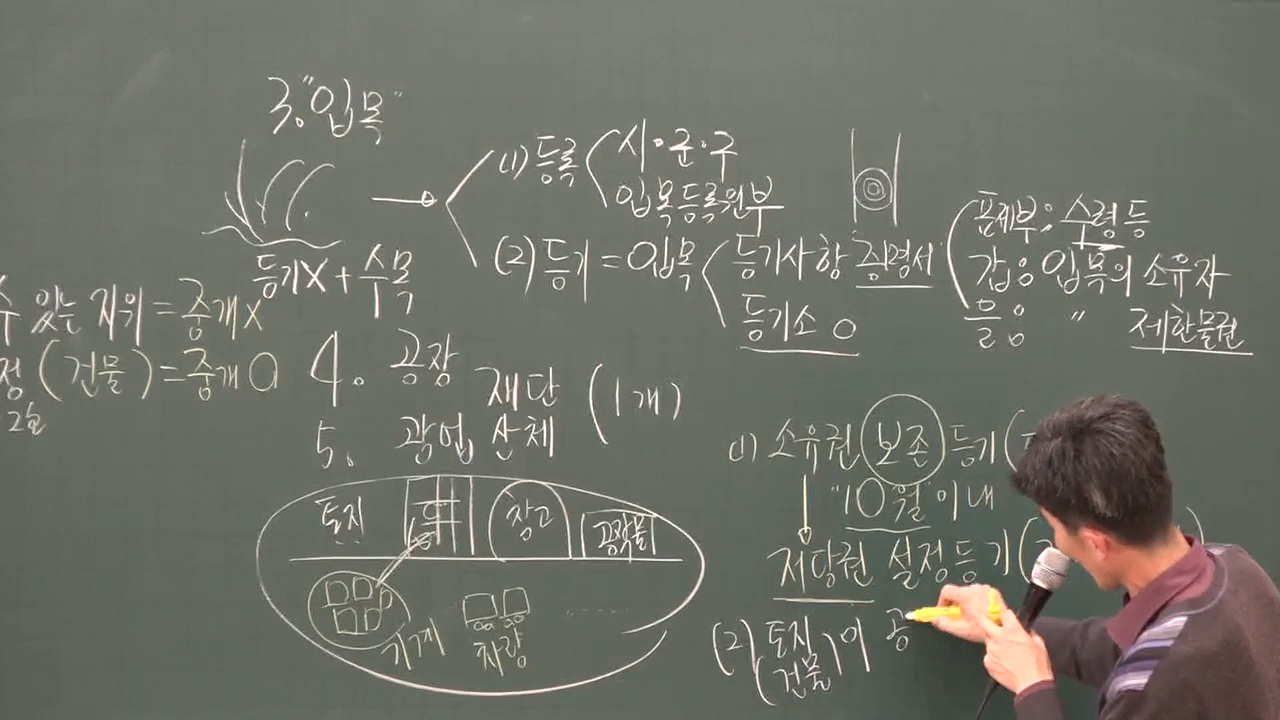 3. "입목"
(1) 등록 시·군·구
입목등록원부
(2) 등기 = 입목 등기사항 증명서
등기소 O
표제부: 수령 등
갑구: 입목의 소유자
을구: " 제한물권
등기X + 수목
수 있는 지위 = 중개X
정 (건물) = 중개O
4. 공장
5. 광업
재단 (1개)
산체
토지
창고
공작물
기계
차량
(1) 소유권 보존 등기 (
"10월 이내
저당권 설정등기 (
(2) 토지 이 공
건물